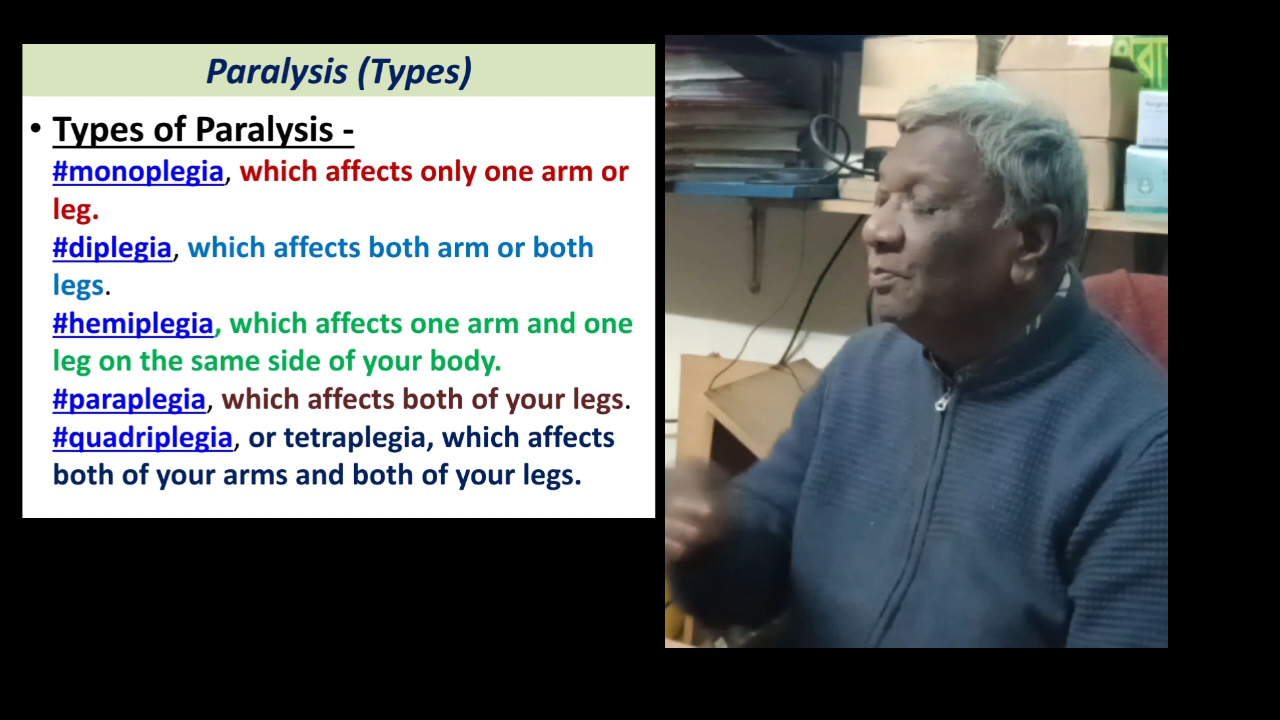 Paralysis (Types)
• Types of Paralysis -
#monoplegia, which affects only one arm or
leg.
#diplegia, which affects both arm or both
legs.
#hemiplegia, which affects one arm and one
leg on the same side of your body.
#paraplegia, which affects both of your legs.
#quadriplegia, or tetraplegia, which affects
both of your arms and both of your legs.